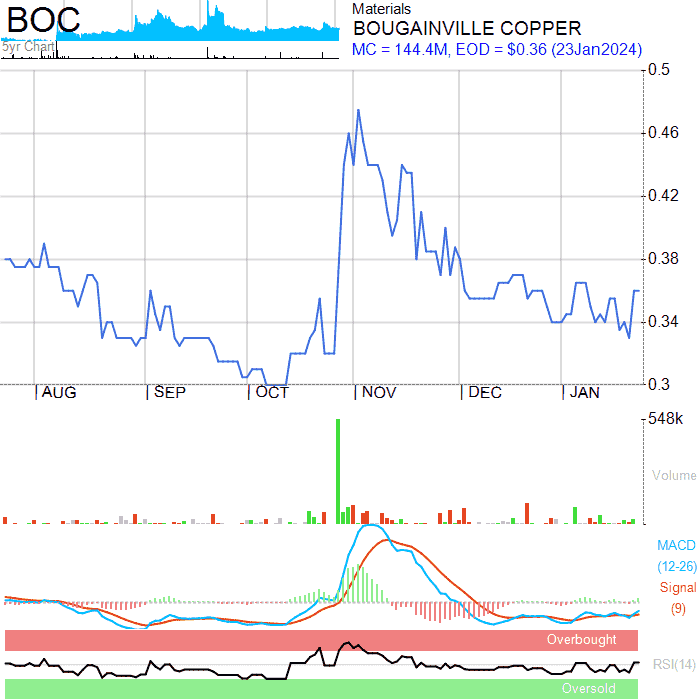 BOC
5yr Chart
Materials
BOUGAINVILLE COPPER
MC = 144.4M, EOD = $0.36 (23Jan2024)
0.5
0.46
0.42
0.38
0.34
0.3
AUG SEP OCT NOV DEC JAN
548k
Volume
MACD
(12-26)
Signal
(9)
Overbought
RSI(14)
Oversold